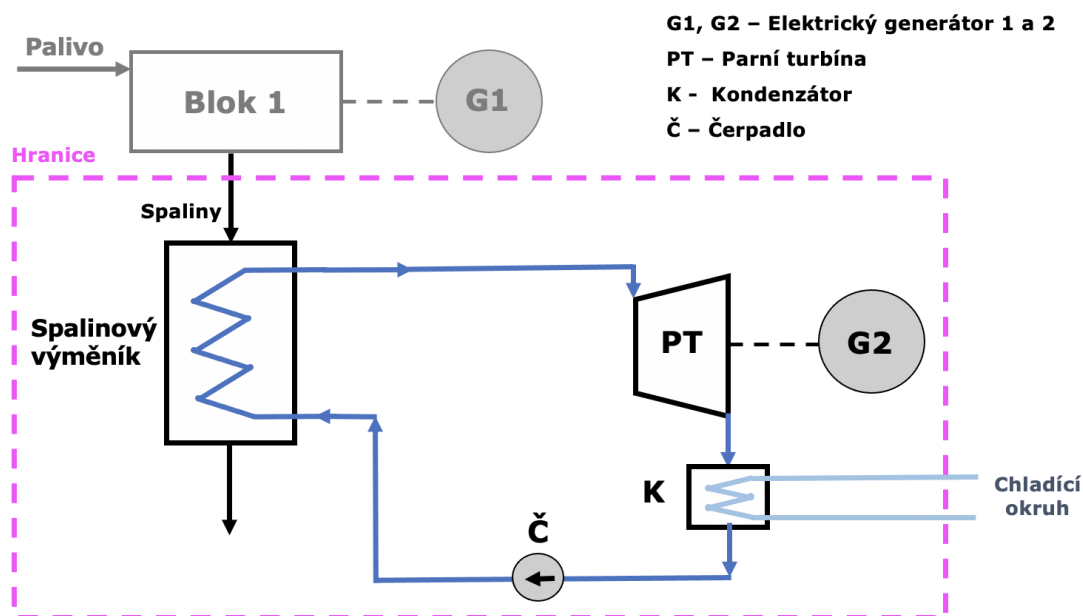 G1, G2 – Elektrický generátor 1 a 2
PT – Parní turbína
K - Kondenzátor
Č – Čerpadlo
Palivo
Blok 1
G1
Hranice
Spaliny
Spalinový
výměník
PT
G2
K
Chladící
okruh
Č